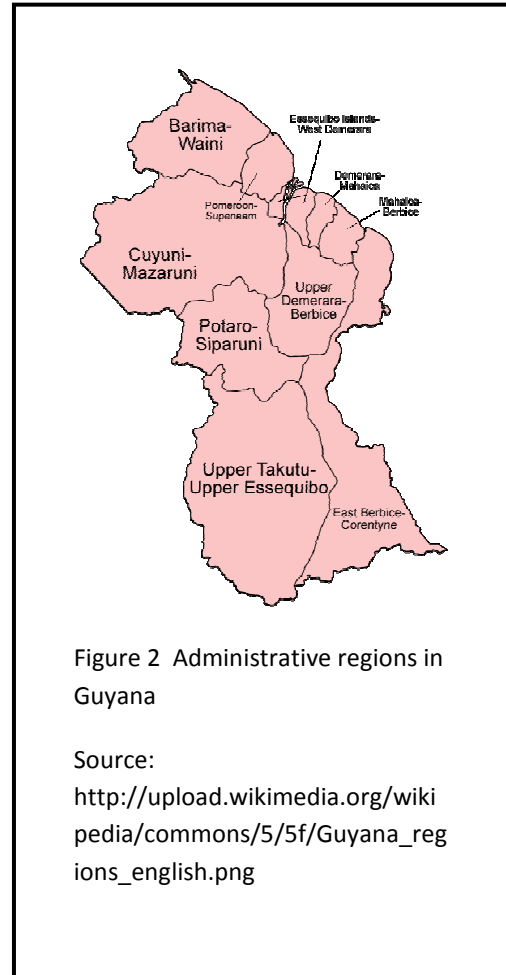 Essequibo Islands-
West Demerara
Barima-
Waini
Demerara-
Mahaica
Mahaica-
Berbice
Pomeroon-
Supenaam
Cuyuni-
Mazaruni
Upper
Demerara-
Berbice
Potaro-
Siparuni
Upper Takutu-
Upper Essequibo
East Berbice-
Corentyne
Figure 2 Administrative regions in
Guyana
Source:
http://upload.wikimedia.org/wiki
pedia/commons/5/5f/Guyana_reg
ions_english.png